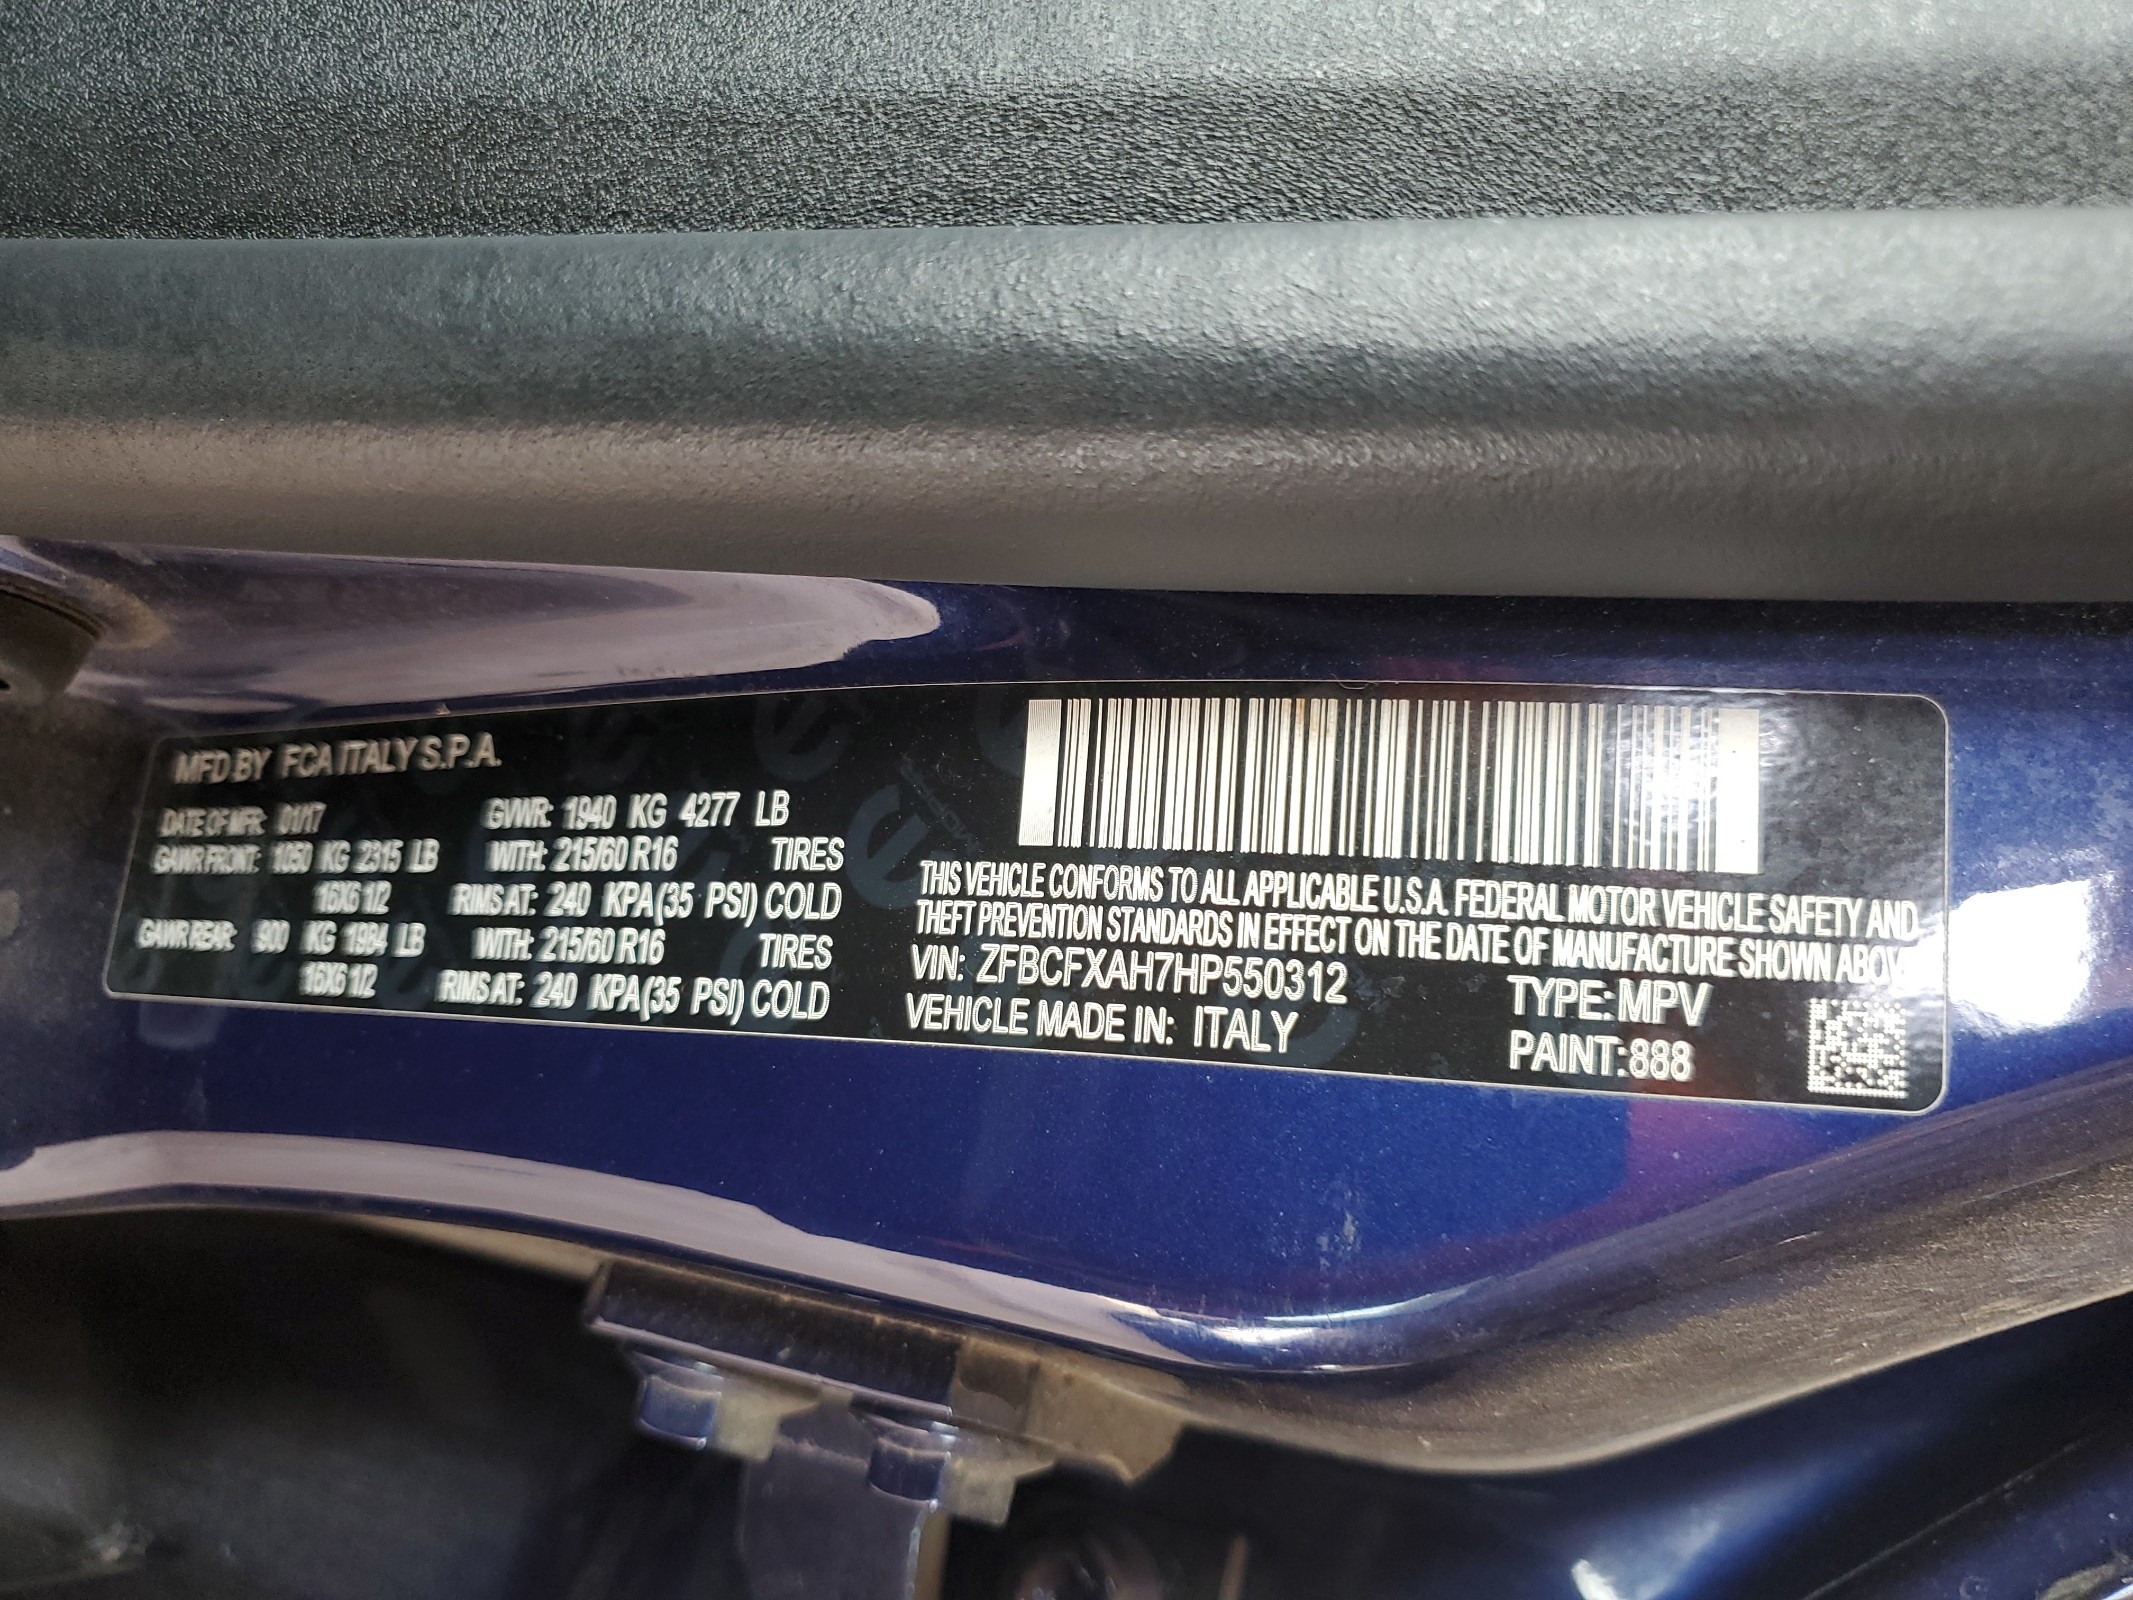 MFD BY FCA ITALY S.P.A.
DATE OF MFR: 01/17 GVWR: 1940 KG 4277 LB
GAWR FRONT: 1050 KG 2315 LB WITH: 215/60 R16 TIRES
16X6 1/2 RIMS AT: 240 KPA(35 PSI) COLD
GAWR REAR: 900 KG 1984 LB WITH: 215/60 R16 TIRES
16X6 1/2 RIMS AT: 240 KPA(35 PSI) COLD
THIS VEHICLE CONFORMS TO ALL APPLICABLE U.S.A. FEDERAL MOTOR VEHICLE SAFETY AND
THEFT PREVENTION STANDARDS IN EFFECT ON THE DATE OF MANUFACTURE SHOWN ABOVE
VIN: ZFBCFXAH7HP550312 TYPE: MPV
VEHICLE MADE IN: ITALY PAINT:888